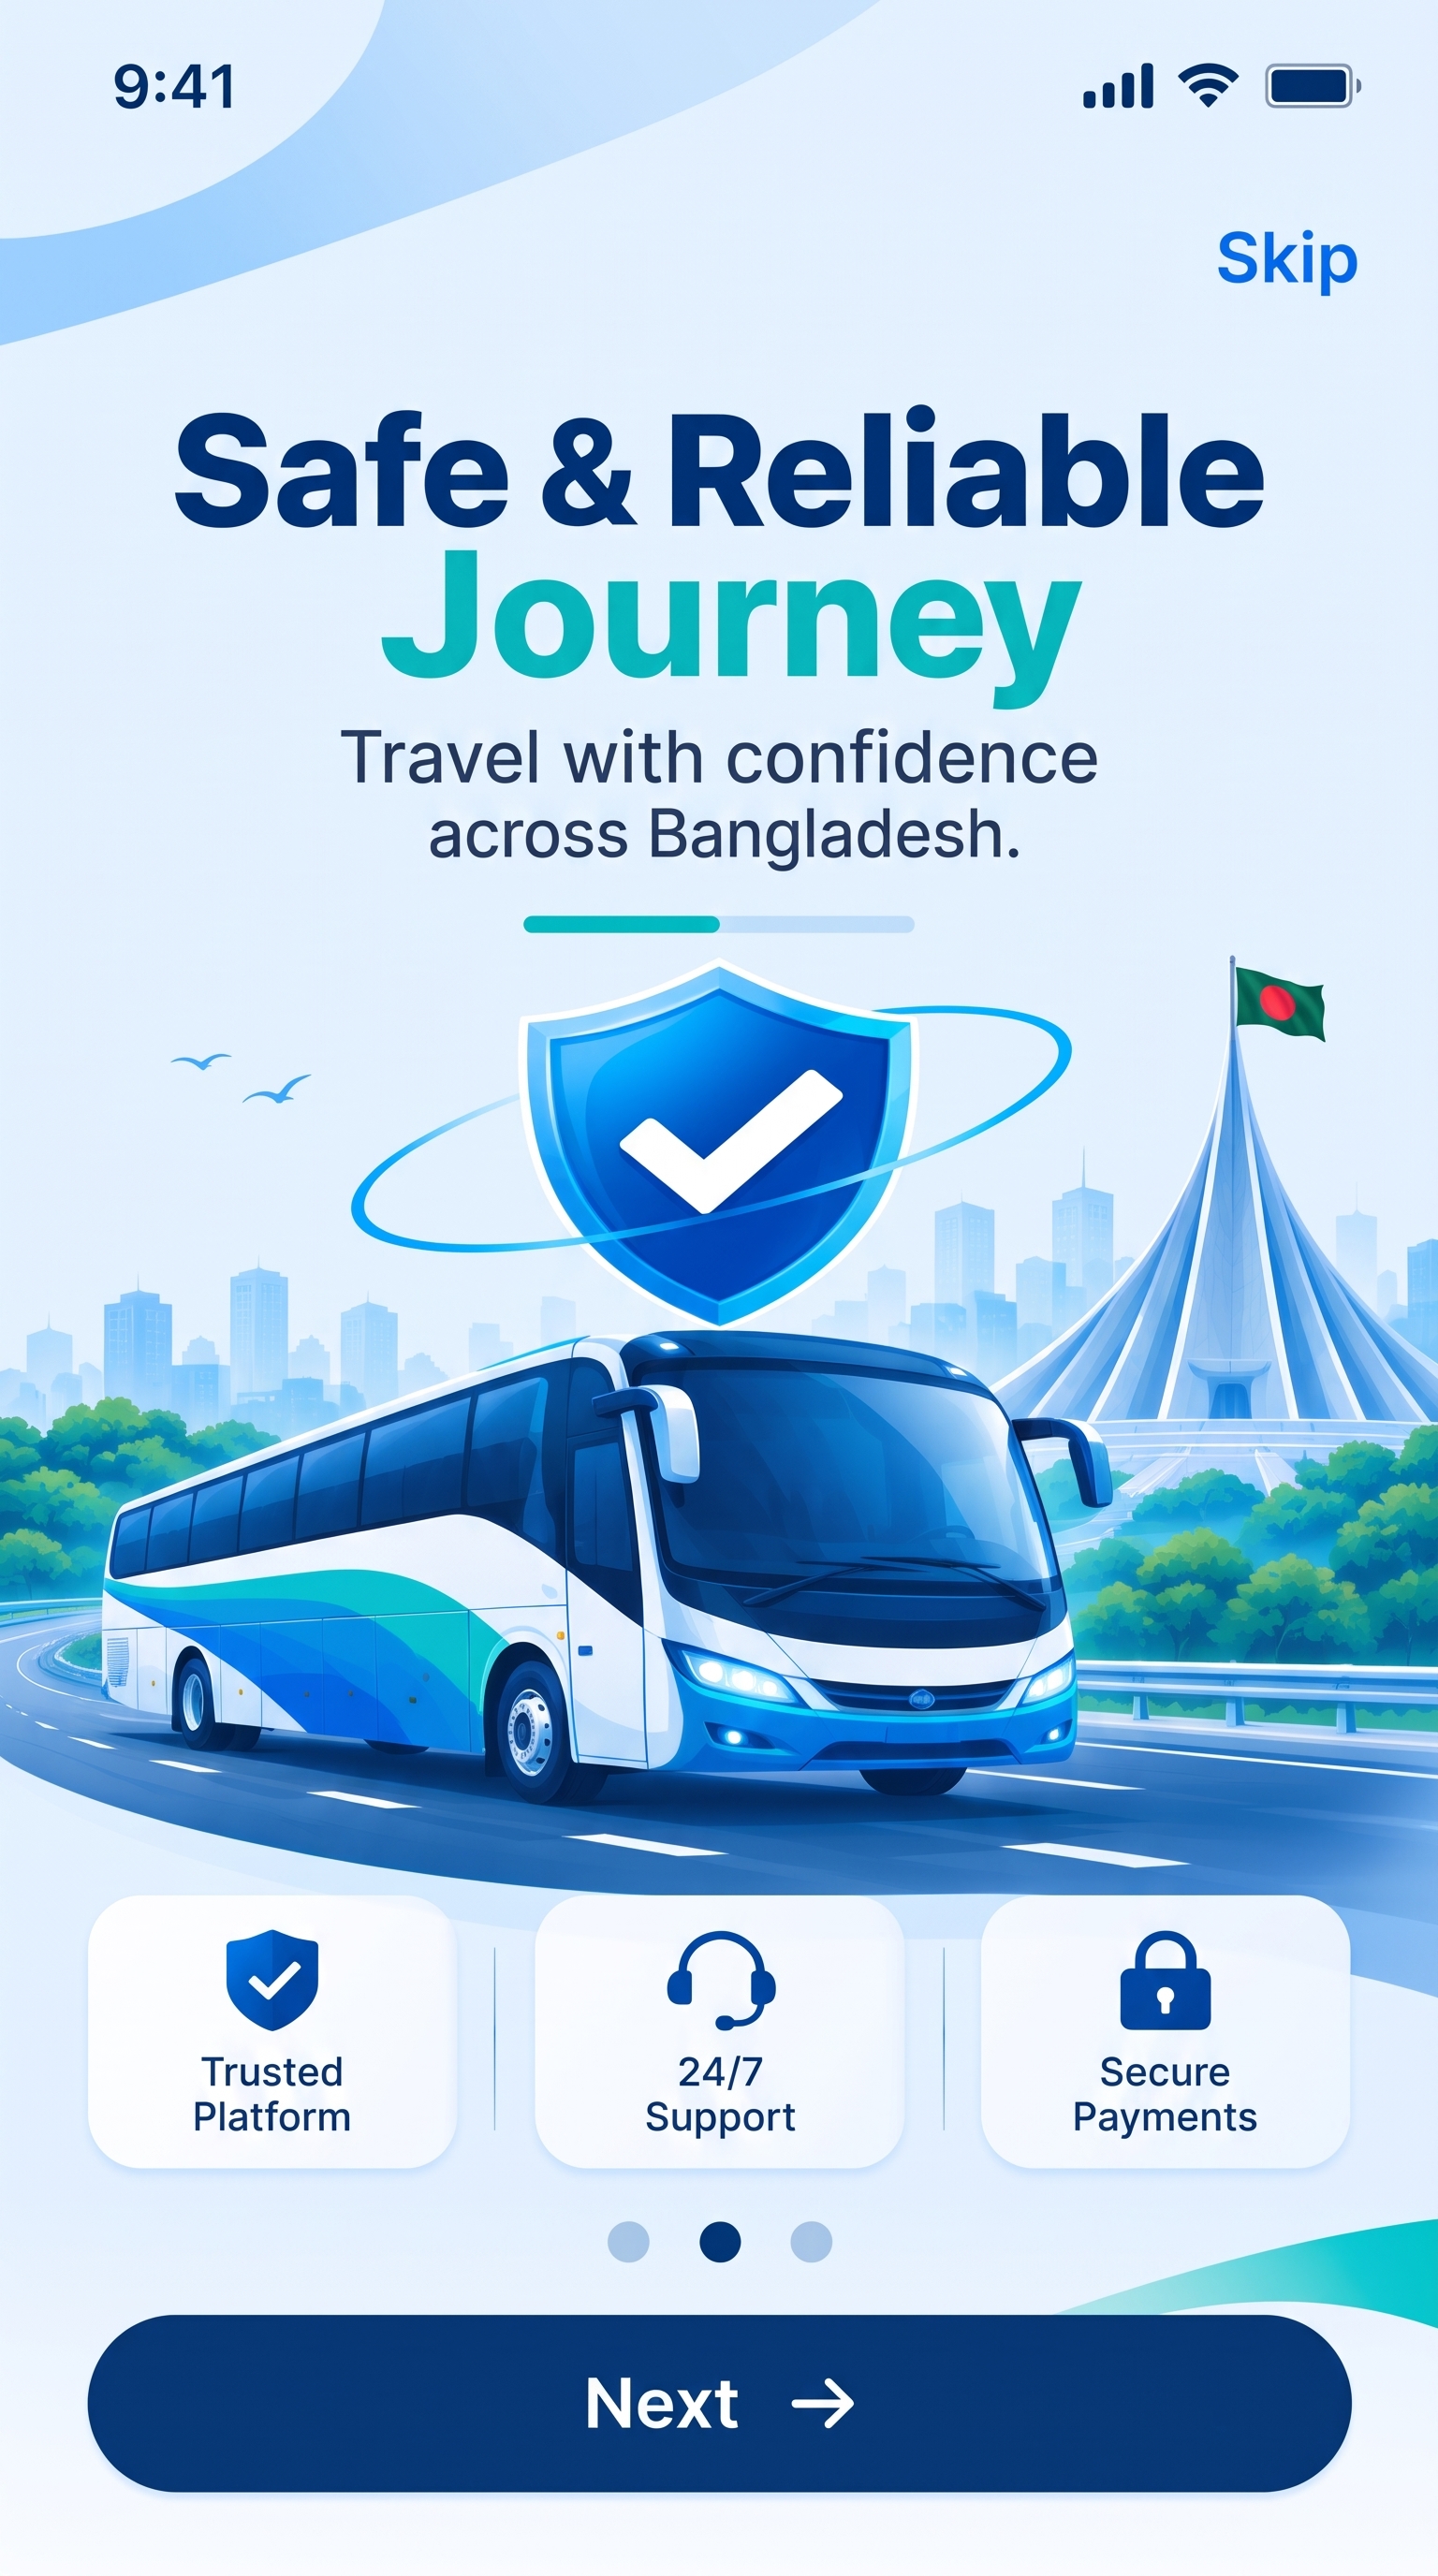 9:41
Skip
Safe & Reliable
Journey
Travel with confidence
across Bangladesh.
Trusted
Platform
24/7
Support
Secure
Payments
Next →